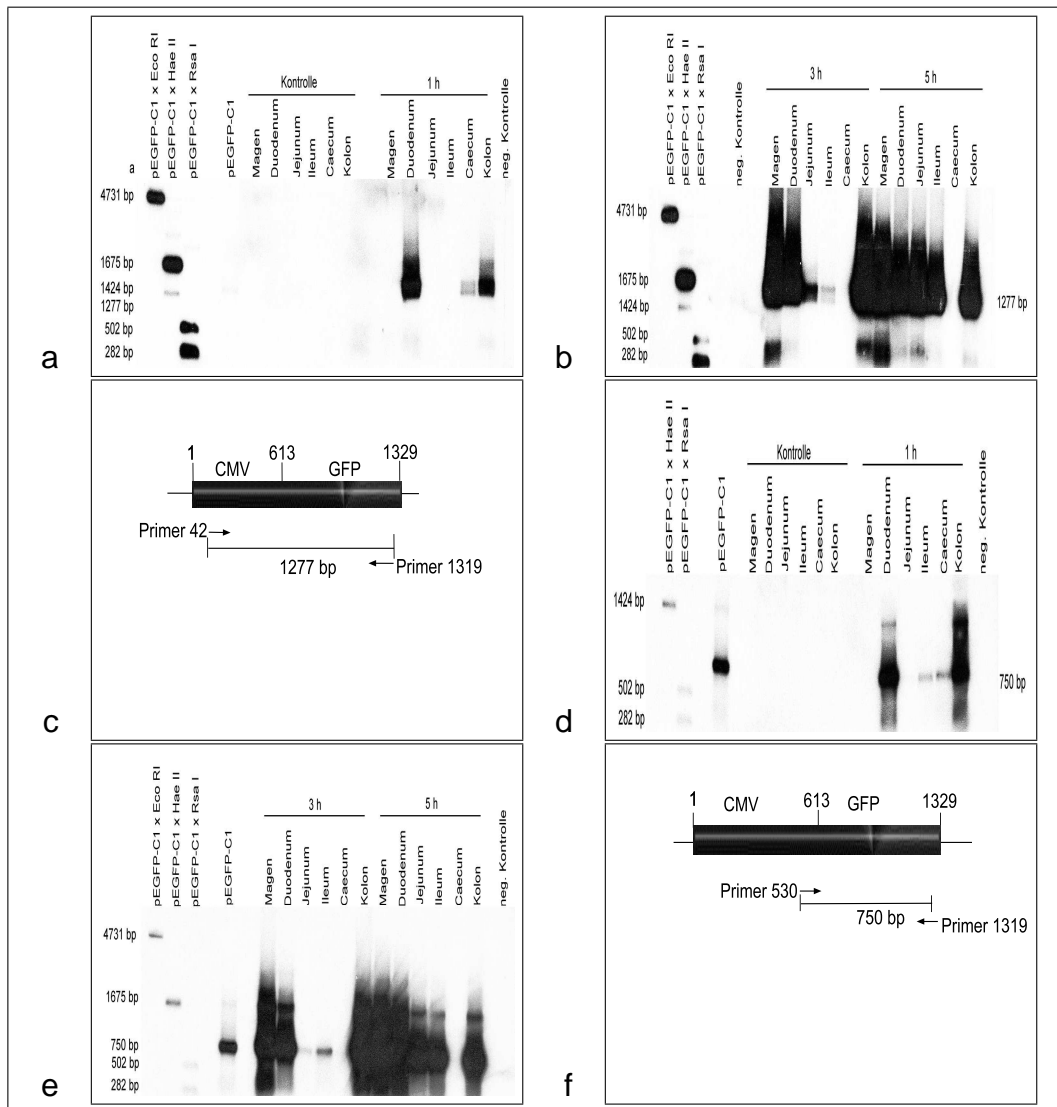 pEGFP-C1 x Eco RI
pEGFP-C1 x Hae II
pEGFP-C1 x Rsa I
pEGFP-C1
Kontrolle
Magen
Duodenum
Jejunum
Ileum
Caecum
Kolon
1 h
Magen
Duodenum
Jejunum
Ileum
Caecum
Kolon
neg. Kontrolle
a
4731 bp
1675 bp
1424 bp
1277 bp
502 bp
282 bp
a
pEGFP-C1 x Eco RI
pEGFP-C1 x Hae II
pEGFP-C1 x Rsa I
neg. Kontrolle
3 h
Magen
Duodenum
Jejunum
Ileum
Caecum
Kolon
5 h
Magen
Duodenum
Jejunum
Ileum
Caecum
Kolon
4731 bp
1675 bp
1424 bp
502 bp
282 bp
1277 bp
b
1 613 1329
CMV GFP
Primer 42
1277 bp
Primer 1319
c
pEGFP-C1 x Hae II
pEGFP-C1 x Rsa I
pEGFP-C1
Kontrolle
Magen
Duodenum
Jejunum
Ileum
Caecum
Kolon
1 h
Magen
Duodenum
Jejunum
Ileum
Caecum
Kolon
neg. Kontrolle
1424 bp
502 bp
282 bp
750 bp
d
pEGFP-C1 x Eco RI
pEGFP-C1 x Hae II
pEGFP-C1 x Rsa I
pEGFP-C1
3 h
Magen
Duodenum
Jejunum
Ileum
Caecum
Kolon
5 h
Magen
Duodenum
Jejunum
Ileum
Caecum
Kolon
neg. Kontrolle
4731 bp
1675 bp
750 bp
502 bp
282 bp
e
1 CMV 613 GFP 1329
Primer 530
750 bp
Primer 1319
f